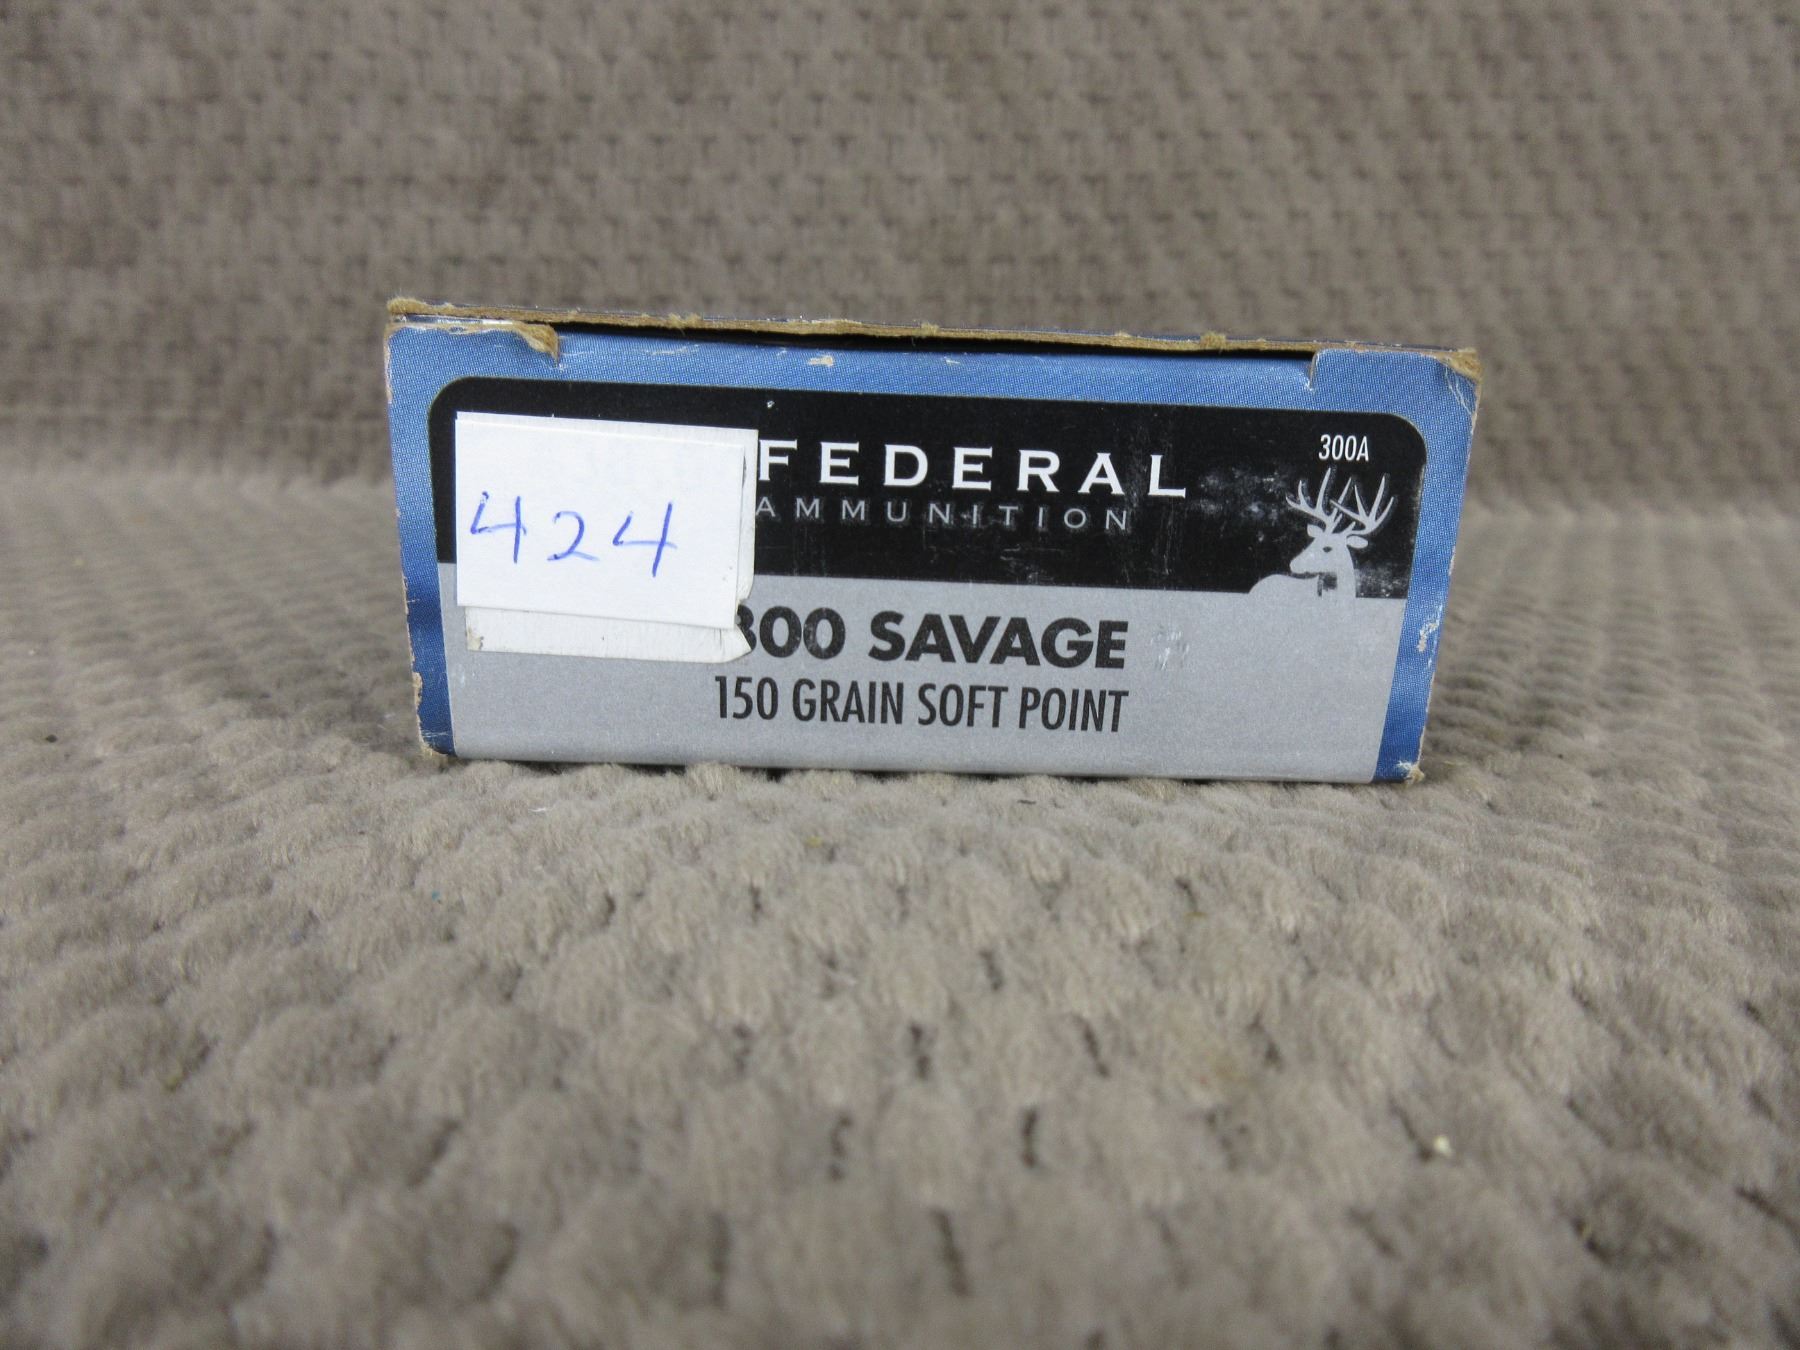 FEDERAL
AMMUNITION
300A
424
300 SAVAGE
150 GRAIN SOFT POINT